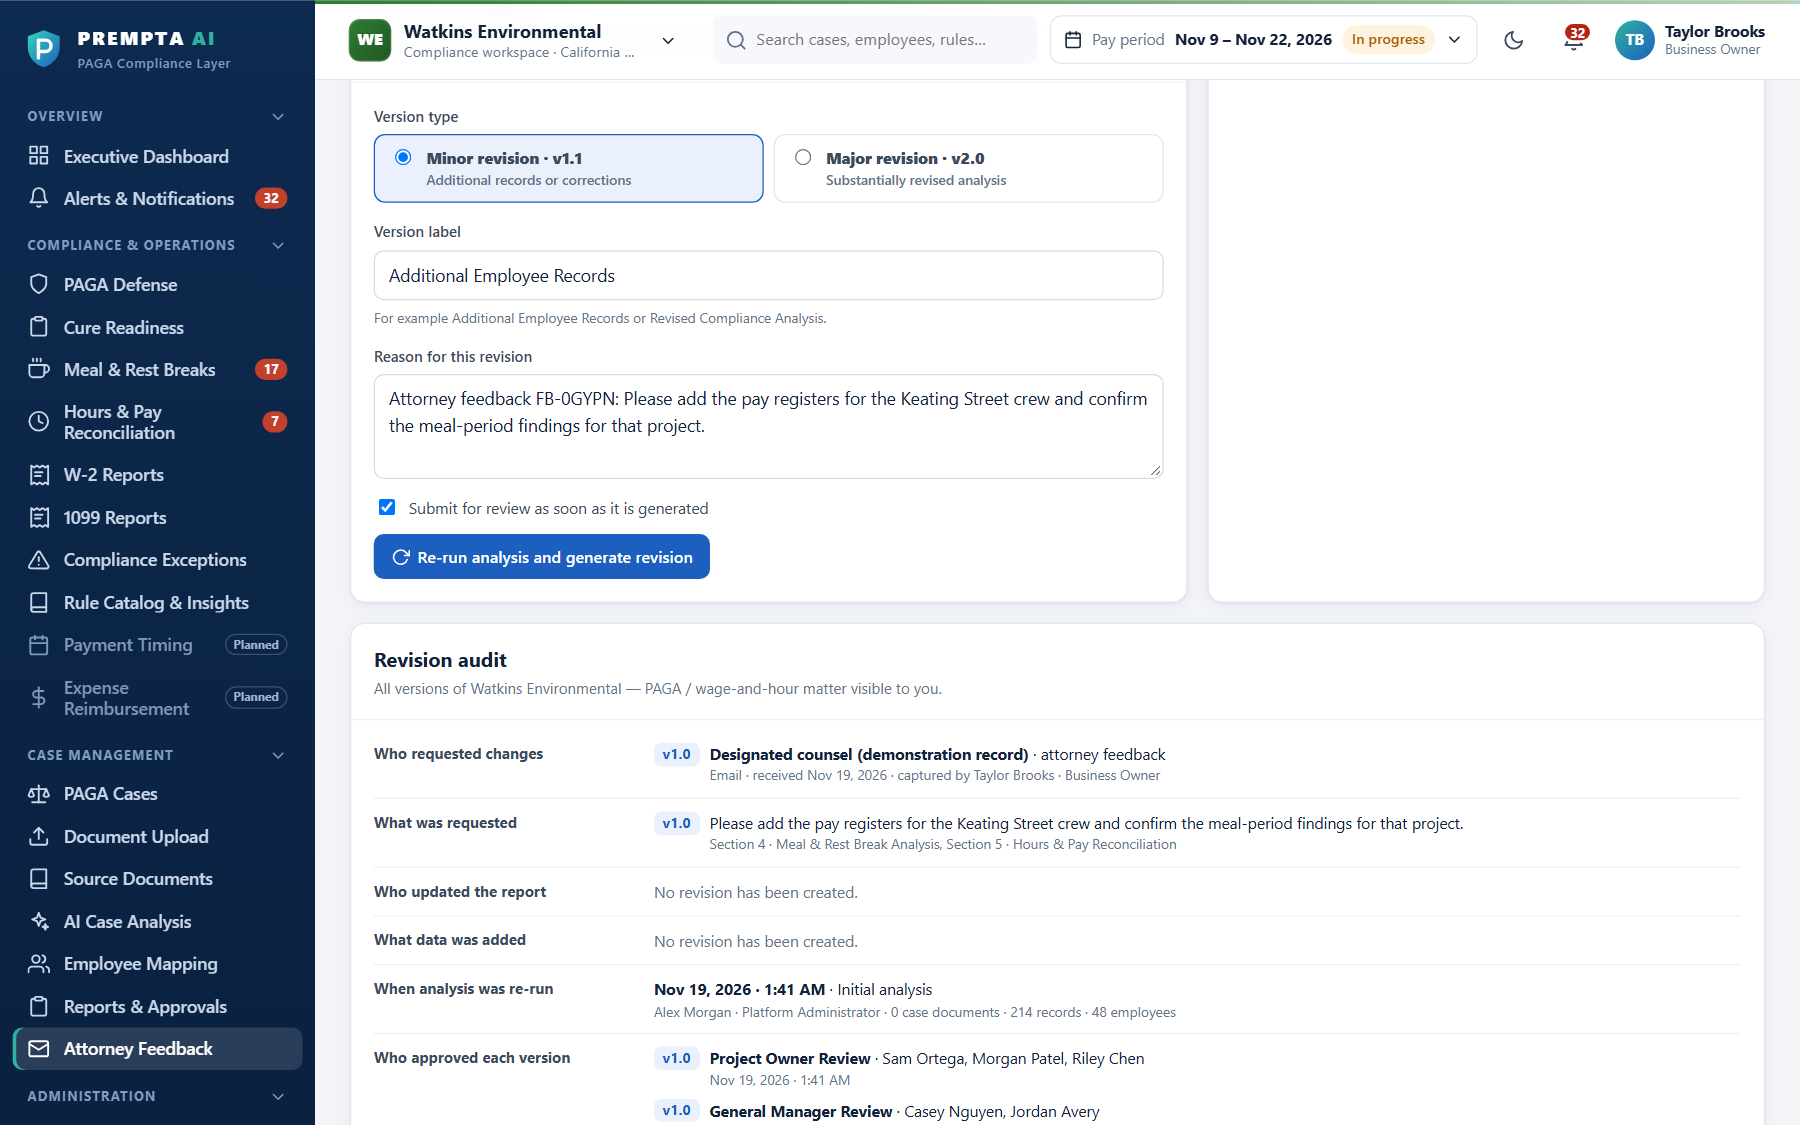 PREMPTA AI
PAGA Compliance Layer
OVERVIEW
Executive Dashboard
Alerts & Notifications
32
COMPLIANCE & OPERATIONS
PAGA Defense
Cure Readiness
Meal & Rest Breaks
17
Hours & Pay
Reconciliation
7
W-2 Reports
1099 Reports
Compliance Exceptions
Rule Catalog & Insights
Payment Timing
Planned
Expense
Reimbursement
Planned
CASE MANAGEMENT
PAGA Cases
Document Upload
Source Documents
AI Case Analysis
Employee Mapping
Reports & Approvals
Attorney Feedback
ADMINISTRATION
WE
Watkins Environmental
Compliance workspace · California ...
Search cases, employees, rules...
Pay period Nov 9 – Nov 22, 2026 In progress
32
TB
Taylor Brooks
Business Owner
Version type
Minor revision · v1.1
Additional records or corrections
Major revision · v2.0
Substantially revised analysis
Version label
Additional Employee Records
For example Additional Employee Records or Revised Compliance Analysis.
Reason for this revision
Attorney feedback FB-0GYPN: Please add the pay registers for the Keating Street crew and confirm
the meal-period findings for that project.
Submit for review as soon as it is generated
Re-run analysis and generate revision
Revision audit
All versions of Watkins Environmental — PAGA / wage-and-hour matter visible to you.
Who requested changes
v1.0 Designated counsel (demonstration record) · attorney feedback
Email · received Nov 19, 2026 · captured by Taylor Brooks · Business Owner
What was requested
v1.0 Please add the pay registers for the Keating Street crew and confirm the meal-period findings for that project.
Section 4 · Meal & Rest Break Analysis, Section 5 · Hours & Pay Reconciliation
Who updated the report
No revision has been created.
What data was added
No revision has been created.
When analysis was re-run
Nov 19, 2026 · 1:41 AM · Initial analysis
Alex Morgan · Platform Administrator · 0 case documents · 214 records · 48 employees
Who approved each version
v1.0 Project Owner Review · Sam Ortega, Morgan Patel, Riley Chen
Nov 19, 2026 · 1:41 AM
v1.0 General Manager Review · Casey Nguyen, Jordan Avery